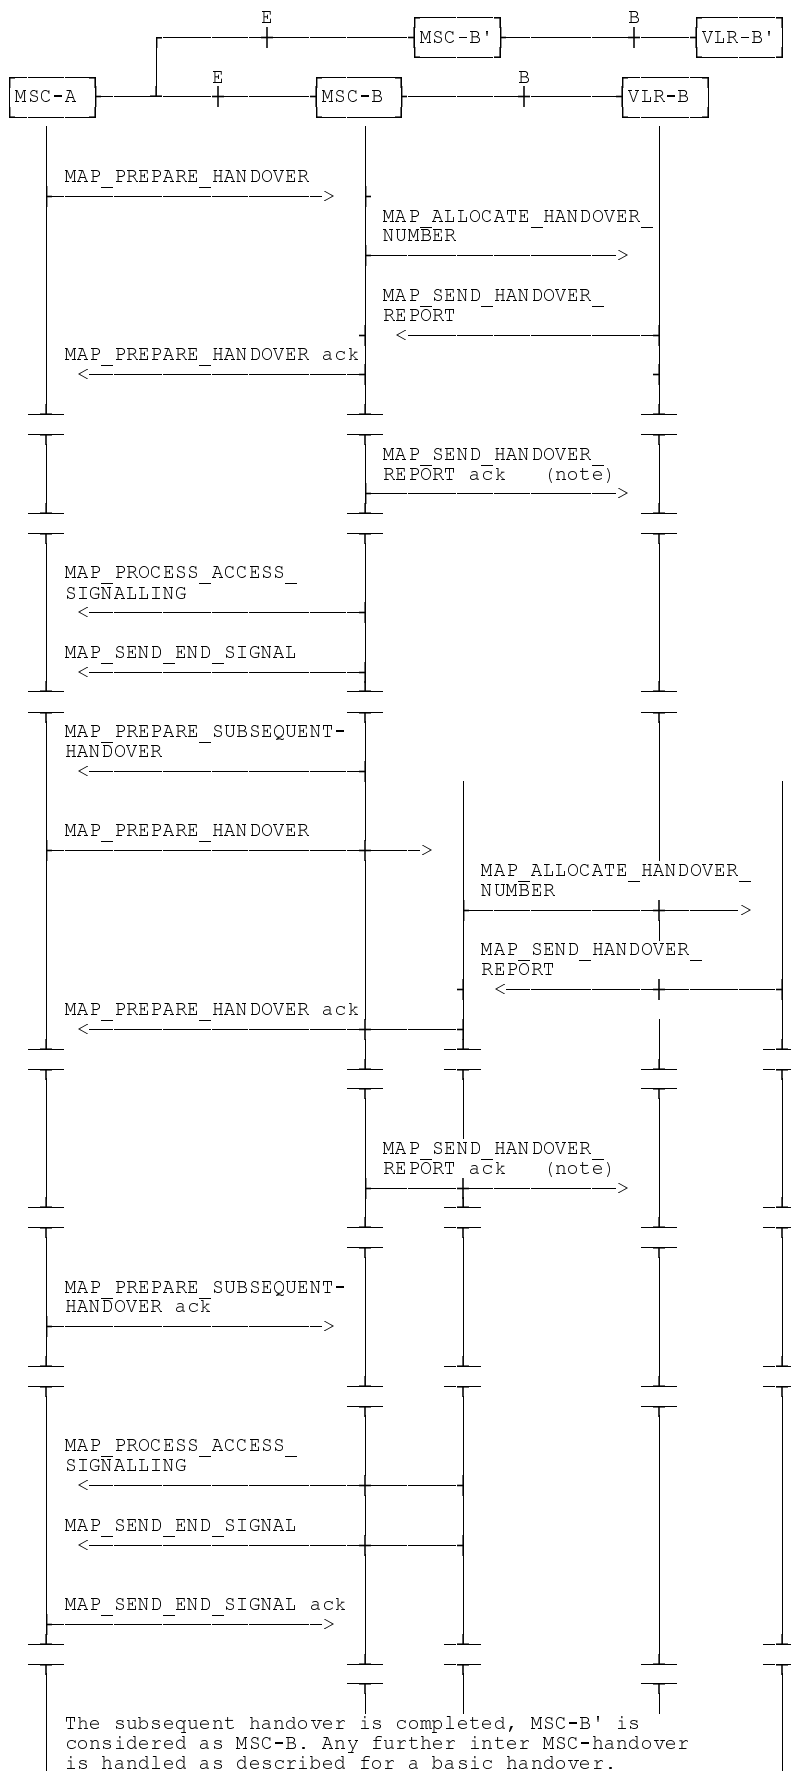 E B
MSC-B' VLR-B'
E B
MSC-A MSC-B VLR-B
MAP_PREPARE_HANDOVER
MAP_ALLOCATE_HANDOVER_
NUMBER
MAP_SEND_HANDOVER_
REPORT
MAP_PREPARE_HANDOVER ack
MAP_SEND_HANDOVER_
REPORT ack (note)
MAP_PROCESS_ACCESS_
SIGNALLING
MAP_SEND_END_SIGNAL
MAP_PREPARE_SUBSEQUENT-
HANDOVER
MAP_PREPARE_HANDOVER
MAP_ALLOCATE_HANDOVER_
NUMBER
MAP_SEND_HANDOVER_
REPORT
MAP_PREPARE_HANDOVER ack
MAP_SEND_HANDOVER_
REPORT ack (note)
MAP_PREPARE_SUBSEQUENT-
HANDOVER ack
MAP_PROCESS_ACCESS_
SIGNALLING
MAP_SEND_END_SIGNAL
MAP_SEND_END_SIGNAL ack
The subsequent handover is completed, MSC-B' is
considered as MSC-B. Any further inter MSC-handover
is handled as described for a basic handover.